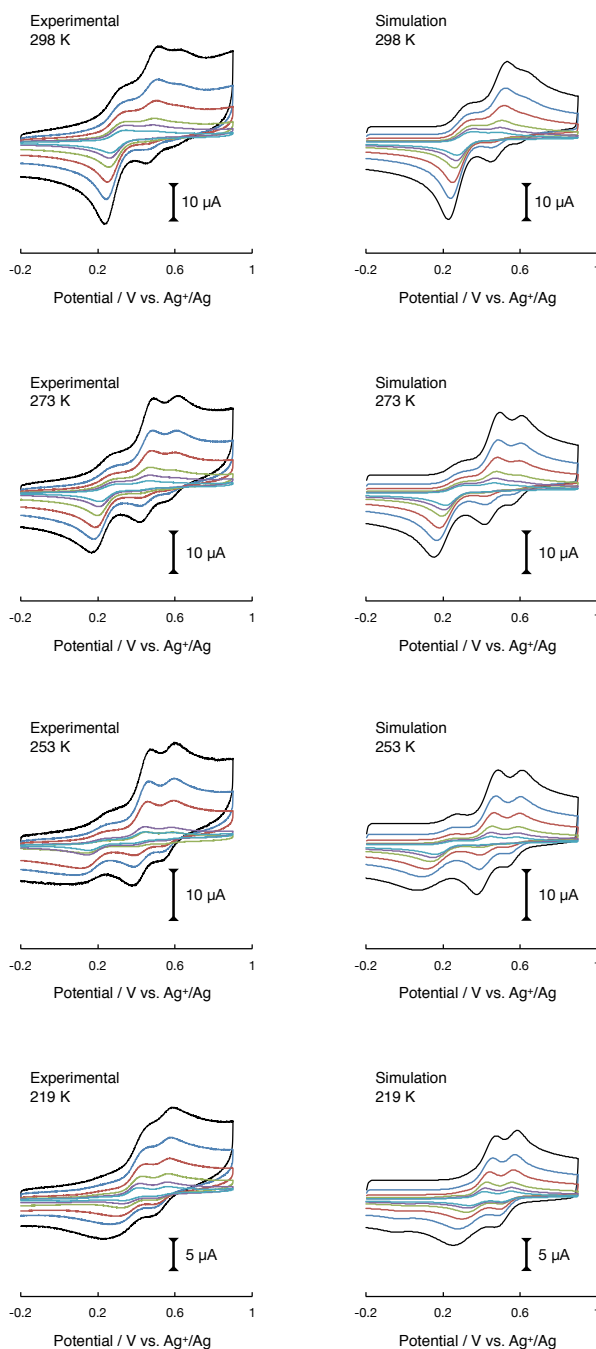 Experimental
298 K
10 µA
-0.2 0.2 0.6 1
Potential / V vs. Ag⁺/Ag
Simulation
298 K
10 µA
-0.2 0.2 0.6 1
Potential / V vs. Ag⁺/Ag
Experimental
273 K
10 µA
-0.2 0.2 0.6 1
Potential / V vs. Ag⁺/Ag
Simulation
273 K
10 µA
-0.2 0.2 0.6 1
Potential / V vs. Ag⁺/Ag
Experimental
253 K
10 µA
-0.2 0.2 0.6 1
Potential / V vs. Ag⁺/Ag
Simulation
253 K
10 µA
-0.2 0.2 0.6 1
Potential / V vs. Ag⁺/Ag
Experimental
219 K
5 µA
-0.2 0.2 0.6 1
Potential / V vs. Ag⁺/Ag
Simulation
219 K
5 µA
-0.2 0.2 0.6 1
Potential / V vs. Ag⁺/Ag